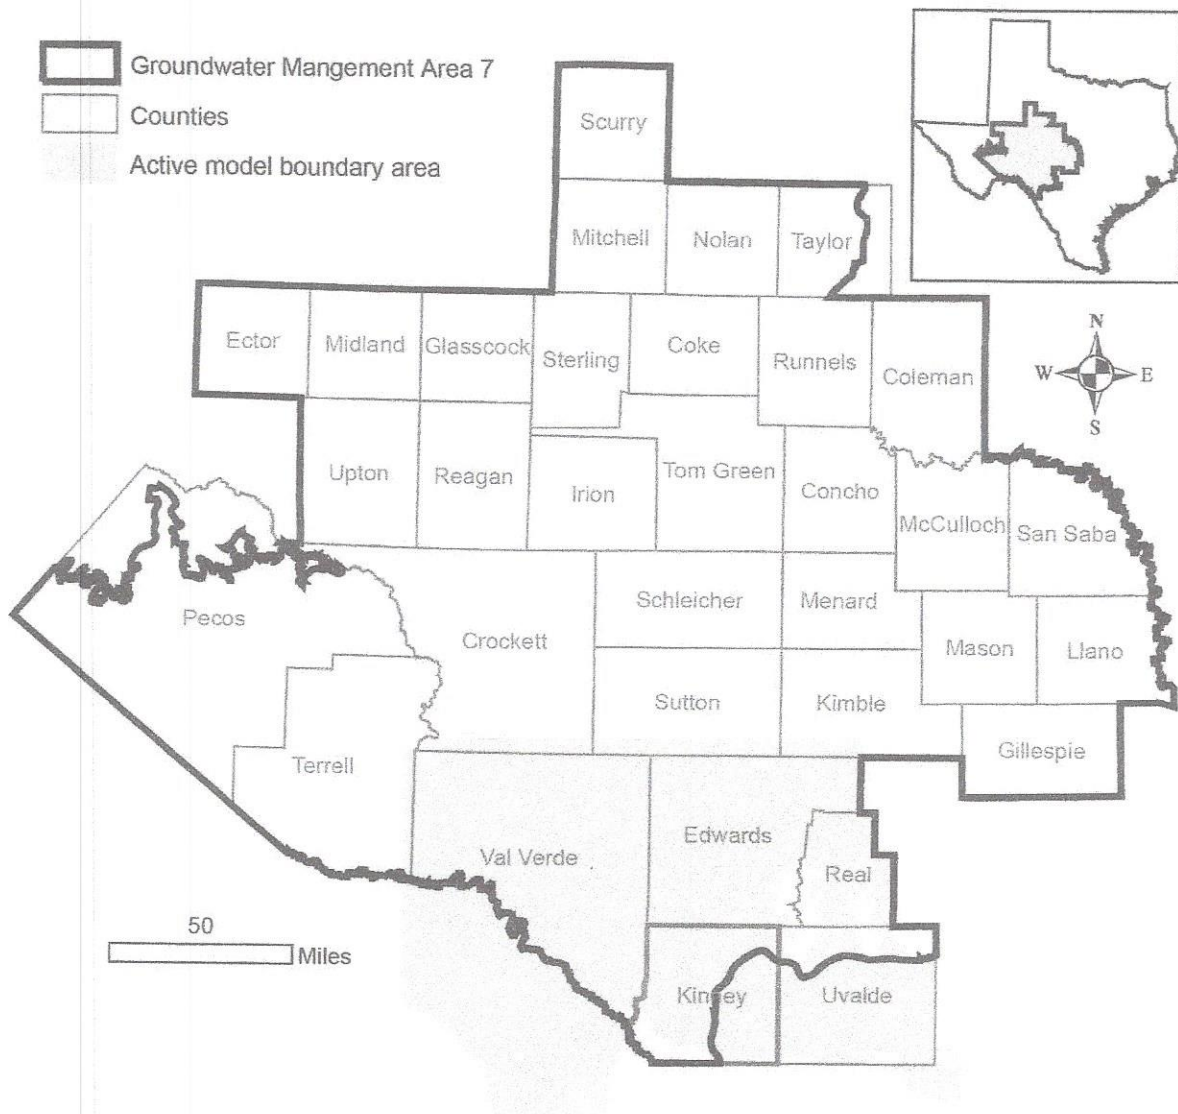 Groundwater Mangement Area 7
Counties
Active model boundary area
Scurry
Mitchell
Nolan
Taylor
Ector
Midland
Glasscock
Sterling
Coke
Runnels
Coleman
N
W
E
S
Upton
Reagan
Irion
Tom Green
Concho
McCulloch
San Saba
Pecos
Crockett
Schleicher
Menard
Mason
Llano
Sutton
Kimble
Gillespie
Terrell
Val Verde
Edwards
Real
50
Miles
Kinney
Uvalde